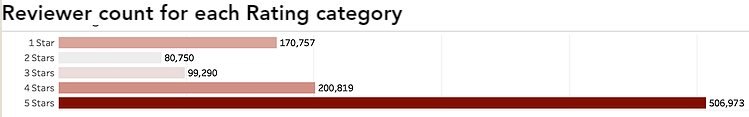 Reviewer count for each Rating category
1 Star 170,757
2 Stars 80,750
3 Stars 99,290
4 Stars 200,819
5 Stars 506,973